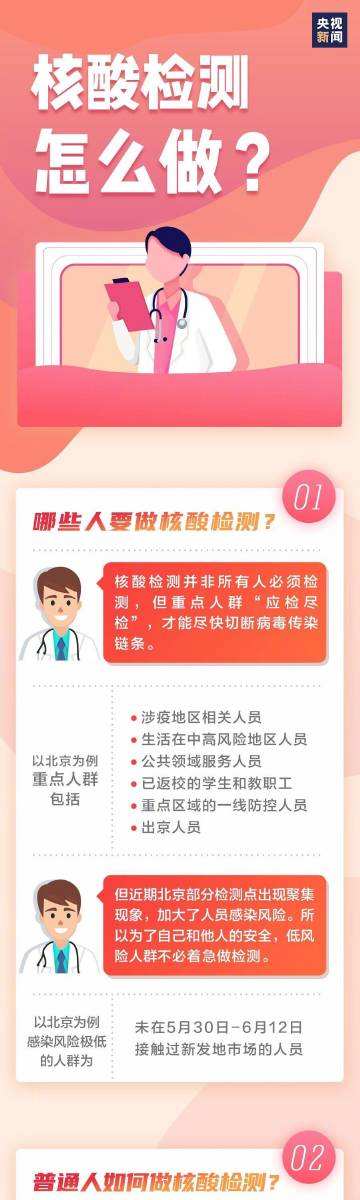 央视
新闻
核酸检测
怎么做？
01
哪些人要做核酸检测？
核酸检测并非所有人必须检
测，但重点人群“应检尽
检”，才能尽快切断病毒传染
链条。
以北京为例
重点人群
包括
涉疫地区相关人员
生活在中高风险地区人员
公共领域服务人员
已返校的学生和教职工
重点区域的一线防控人员
出京人员
但近期北京部分检测点出现聚集
现象，加大了人员感染风险。所
以为了自己和他人的安全，低风
险人群不必着急做检测。
以北京为例
感染风险极低
的人群为
未在5月30日-6月12日
接触过新发地市场的人员
02
普通人如何做核酸检测？